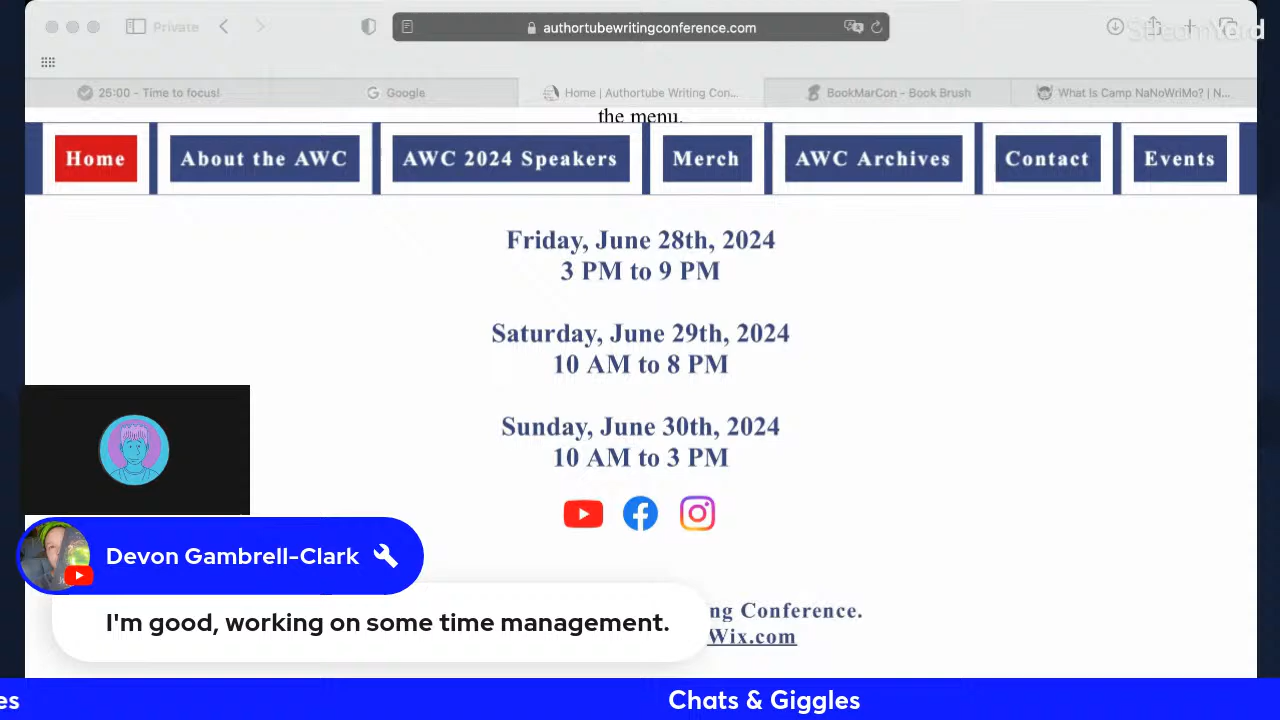 Private
authortubewritingconference.com
StreamYard
25:00 - Time to focus!
Google
Home | Authortube Writing Con...
BookMarCon - Book Brush
What Is Camp NaNoWriMo? | N...
the menu.
Home
About the AWC
AWC 2024 Speakers
Merch
AWC Archives
Contact
Events
Friday, June 28th, 2024
3 PM to 9 PM
Saturday, June 29th, 2024
10 AM to 8 PM
Sunday, June 30th, 2024
10 AM to 3 PM
Devon Gambrell-Clark
I'm good, working on some time management.
ng Conference.
Wix.com
es
Chats & Giggles